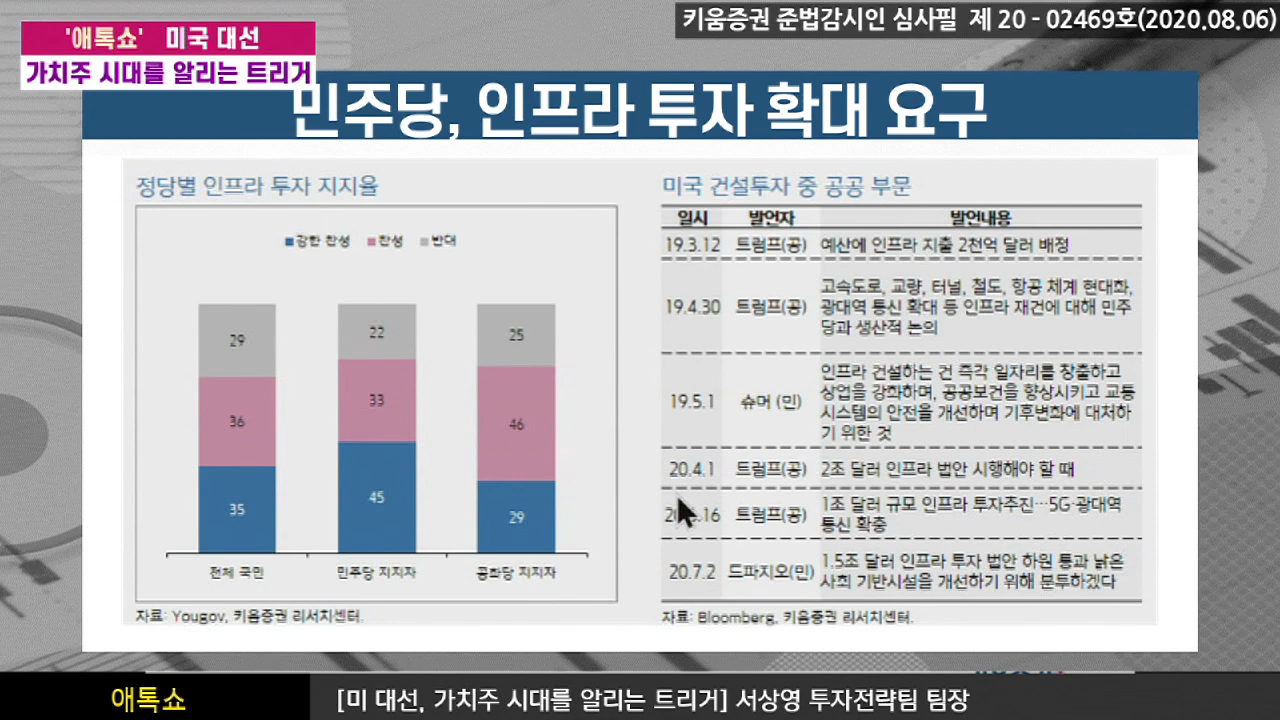 키움증권 준법감시인 심사필 제 20 - 02469호(2020.08.06)
'애톡쇼' 미국 대선
가치주 시대를 알리는 트리거
민주당, 인프라 투자 확대 요구
정당별 인프라 투자 지지율
강한 찬성 찬성 반대
29 22 25
36 33 46
35 45 29
전체 국민 민주당 지지자 공화당 지지자
자료: Yougov, 키움증권 리서치센터.
미국 건설투자 중 공공 부문
일시 발언자 발언내용
19.3.12 트럼프(공) 예산에 인프라 지출 2천억 달러 배정
19.4.30 트럼프(공) 고속도로, 교량, 터널, 철도, 항공 체계 현대화,
광대역 통신 확대 등 인프라 재건에 대해 민주
당과 생산적 논의
19.5.1 슈머 (민) 인프라 건설하는 건 즉각 일자리를 창출하고
상업을 강화하며, 공공보건을 향상시키고 교통
시스템의 안전을 개선하며 기후변화에 대처하
기 위한 것
20.4.1 트럼프(공) 2조 달러 인프라 법안 시행해야 할 때
트럼프(공) 1조 달러 규모 인프라 투자추진…5G·광대역
통신 확충
20.7.2 드파지오(민) 1.5조 달러 인프라 투자 법안 하원 통과 낡은
사회 기반시설을 개선하기 위해 분투하겠다
자료: Bloomberg, 키움증권 리서치센터.
애톡쇼
[미 대선, 가치주 시대를 알리는 트리거] 서상영 투자전략팀 팀장